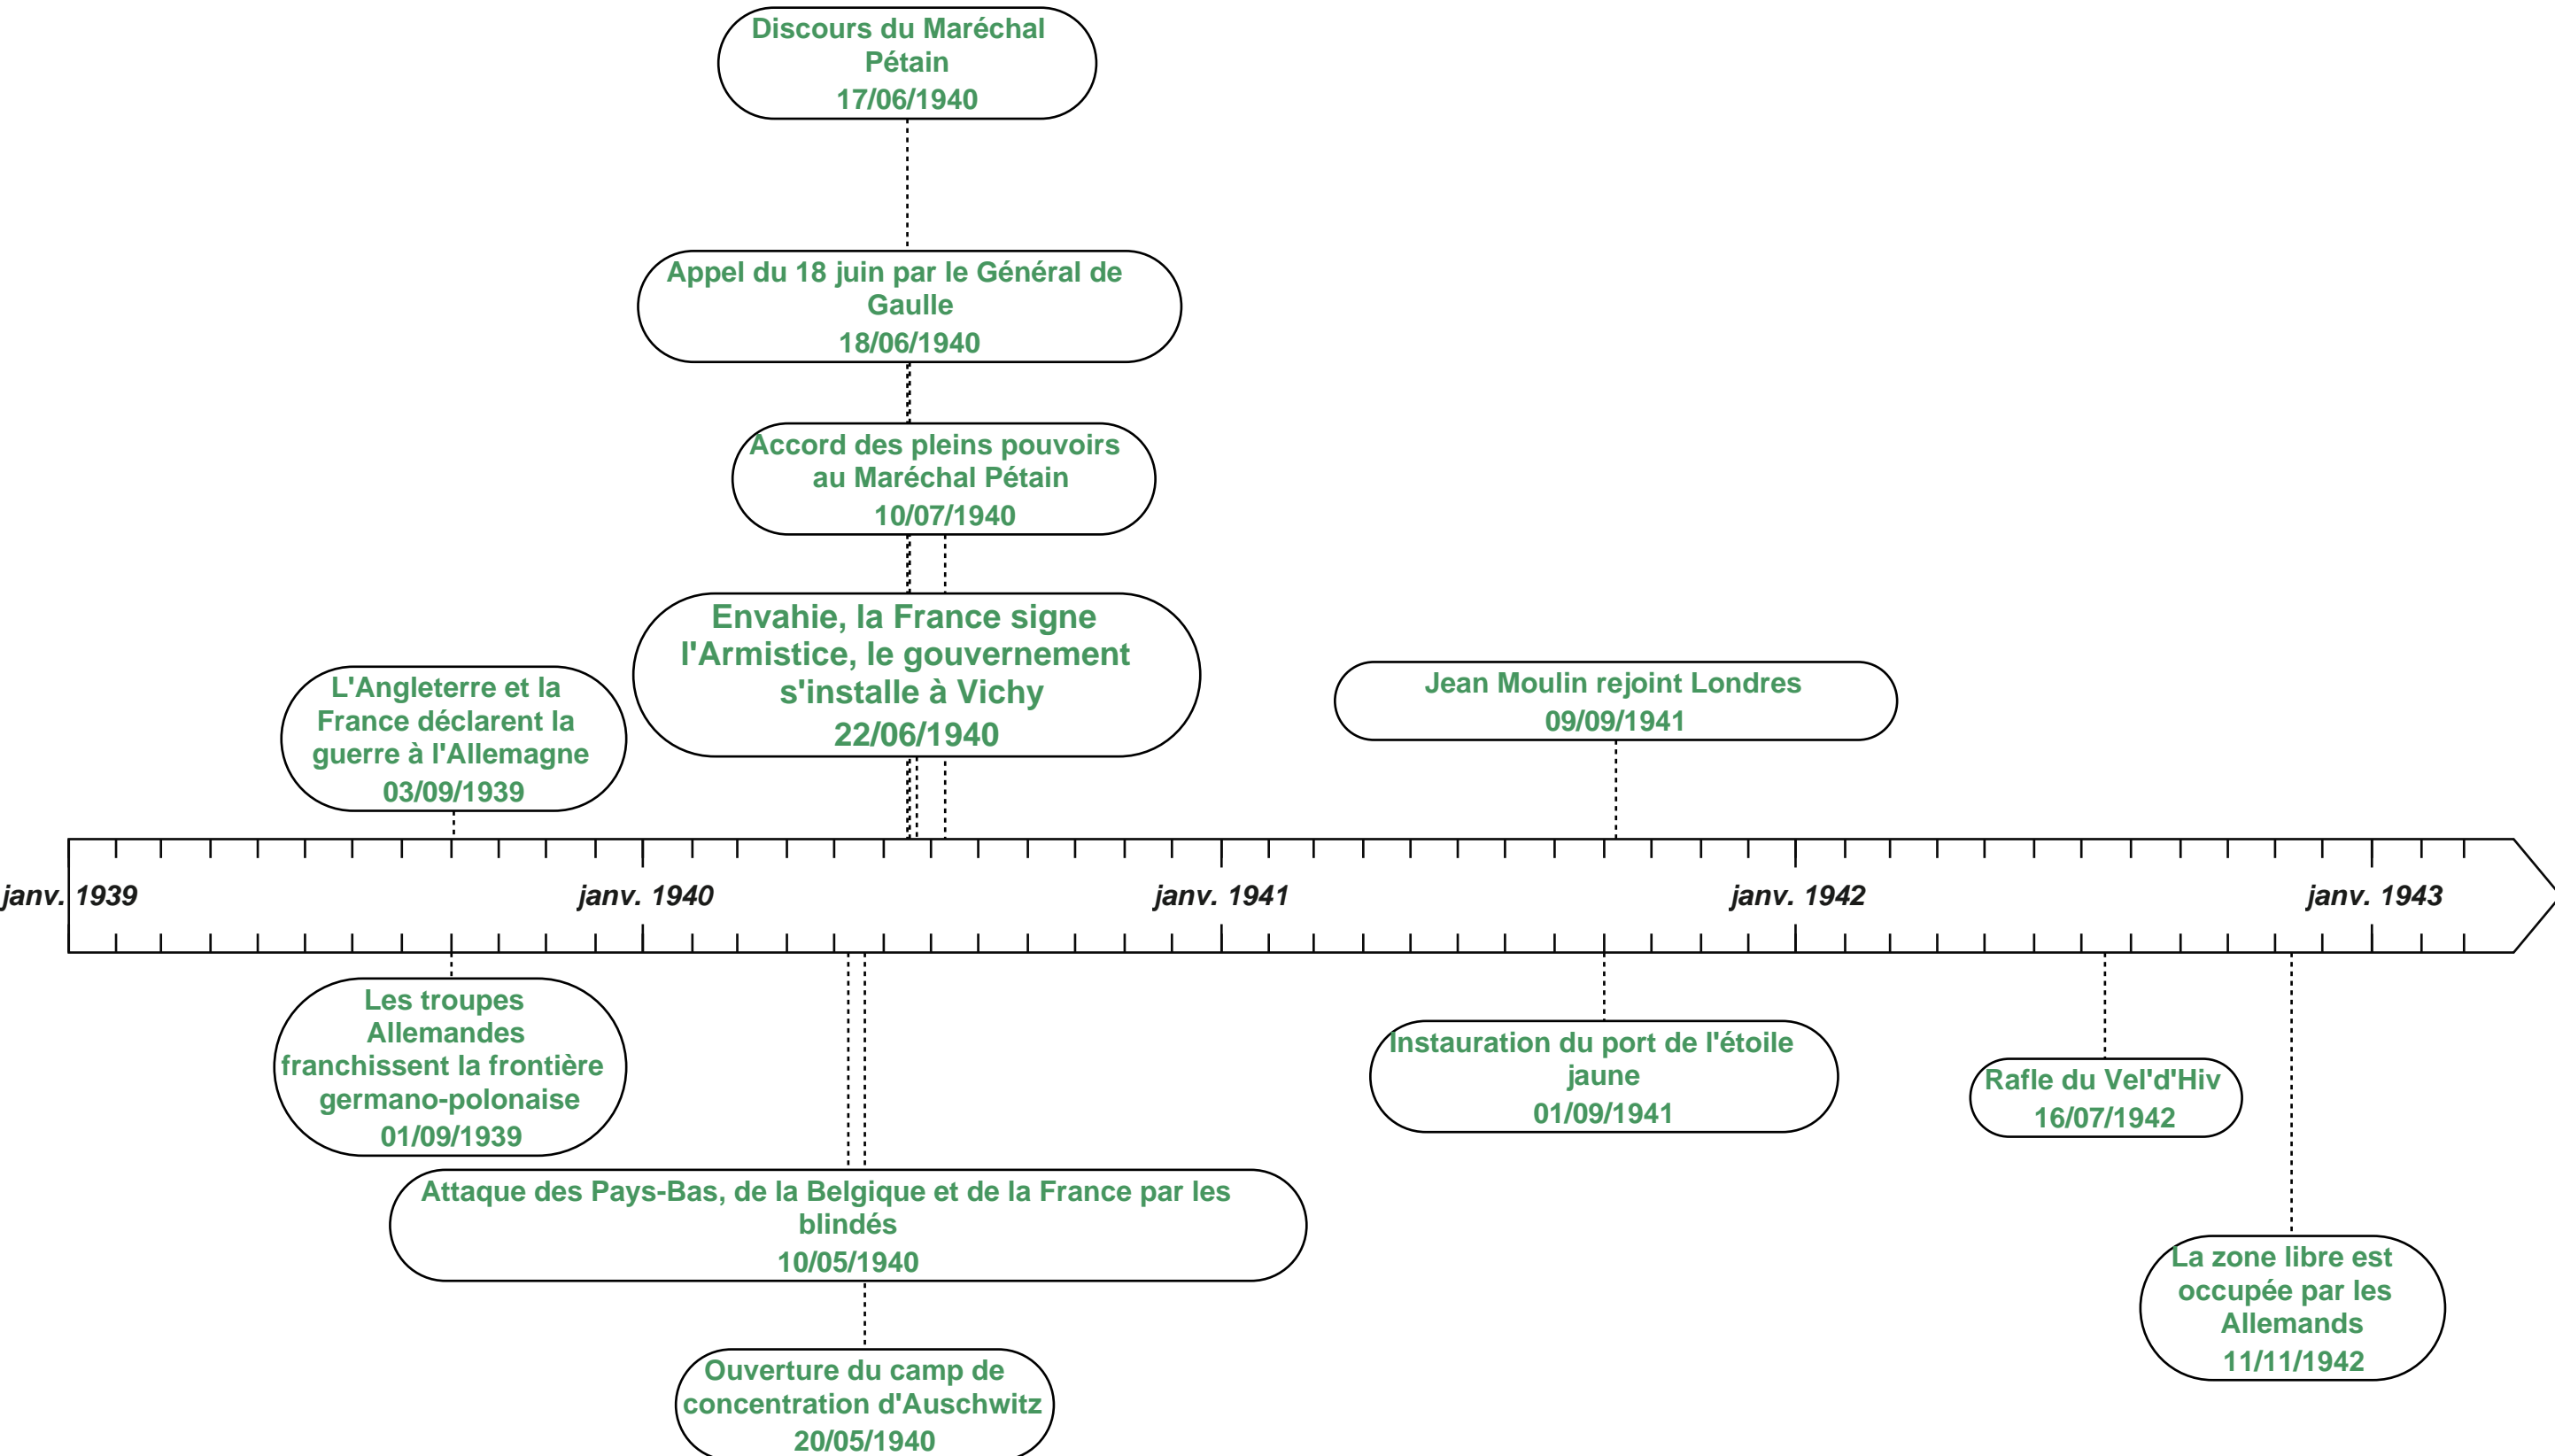 Discours du Maréchal
Pétain
17/06/1940
Appel du 18 juin par le Général de
Gaulle
18/06/1940
Accord des pleins pouvoirs
au Maréchal Pétain
10/07/1940
Envahie, la France signe
l'Armistice, le gouvernement
s'installe à Vichy
22/06/1940
L'Angleterre et la
France déclarent la
guerre à l'Allemagne
03/09/1939
Jean Moulin rejoint Londres
09/09/1941
janv. 1939
janv. 1940
janv. 1941
janv. 1942
janv. 1943
Les troupes
Allemandes
franchissent la frontière
germano-polonaise
01/09/1939
Instauration du port de l'étoile
jaune
01/09/1941
Rafle du Vel'd'Hiv
16/07/1942
Attaque des Pays-Bas, de la Belgique et de la France par les
blindés
10/05/1940
La zone libre est
occupée par les
Allemands
11/11/1942
Ouverture du camp de
concentration d'Auschwitz
20/05/1940